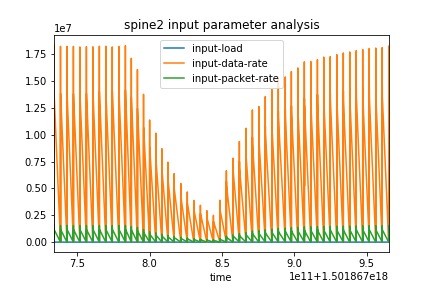 spine2 input parameter analysis
1e7
input-load
input-data-rate
input-packet-rate
1.75
1.50
1.25
1.00
0.75
0.50
0.25
0.00
7.5 8.0 8.5 9.0 9.5
time
1e11+1.501867e18